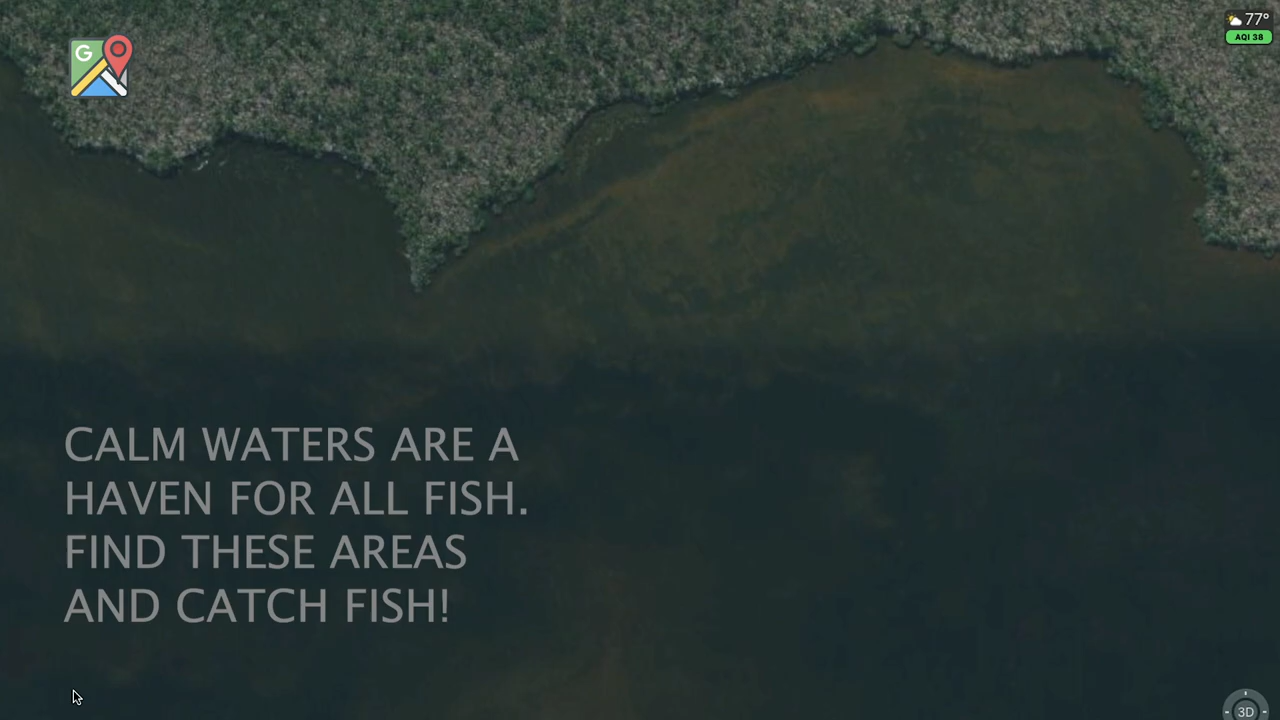 G
77°
AQI 38
CALM WATERS ARE A
HAVEN FOR ALL FISH.
FIND THESE AREAS
AND CATCH FISH!
3D